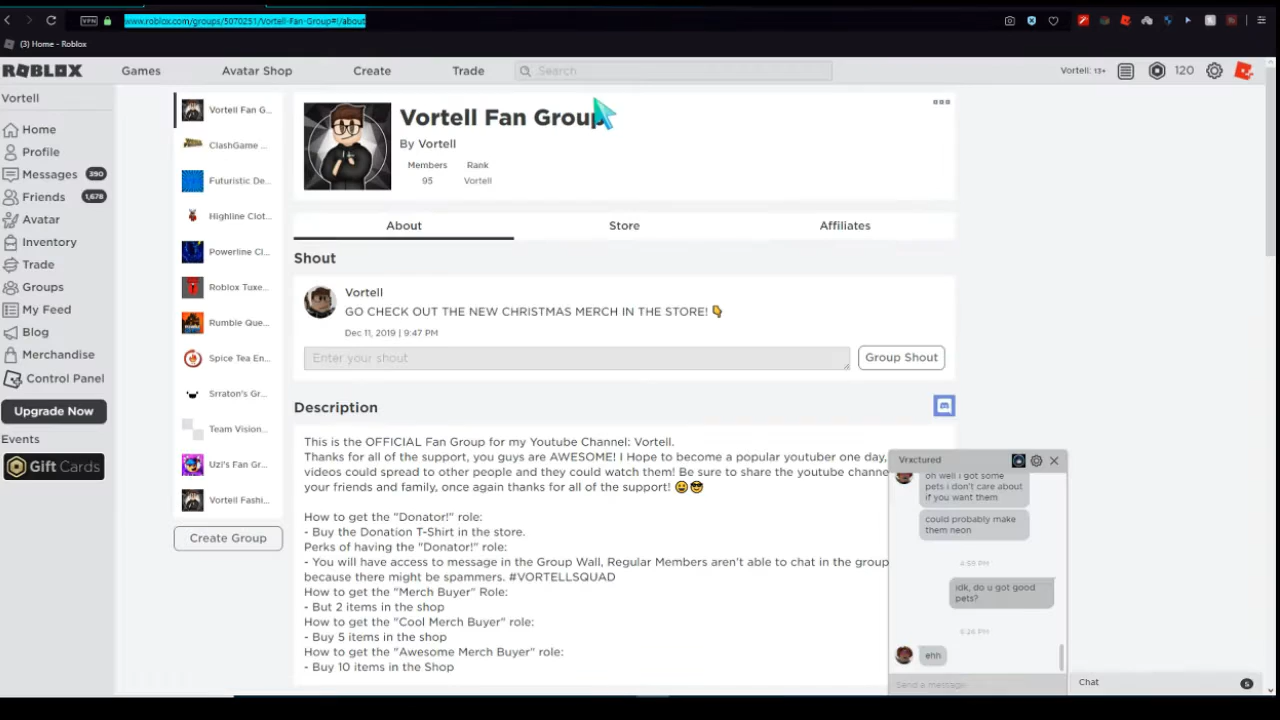 VPN www.roblox.com/groups/5070251/Vortell-Fan-Group#!/about
(3) Home - Roblox
ROBLOX Games Avatar Shop Create Trade Search Vortell: 13+ 120
Vortell
Home
Profile
Messages 390
Friends 1,678
Avatar
Inventory
Trade
Groups
My Feed
Blog
Merchandise
Control Panel
Upgrade Now
Events
Gift Cards
Vortell Fan G...
ClashGame ...
Futuristic De...
Highline Clot...
Powerline Cl...
Roblox Tuxe...
Rumble Que...
Spice Tea En...
Srraton's Gr...
Team Vision...
Uzi's Fan Gr...
Vortell Fashi...
Create Group
Vortell Fan Group
By Vortell
Members Rank
95 Vortell
About Store Affiliates
Shout
Vortell
GO CHECK OUT THE NEW CHRISTMAS MERCH IN THE STORE! 👇
Dec 11, 2019 | 9:47 PM
Enter your shout Group Shout
Description
This is the OFFICIAL Fan Group for my Youtube Channel: Vortell.
Thanks for all of the support, you guys are AWESOME! I Hope to become a popular youtuber one day,
videos could spread to other people and they could watch them! Be sure to share the youtube channe
your friends and family, once again thanks for all of the support! 😀😎
How to get the "Donator!" role:
- Buy the Donation T-Shirt in the store.
Perks of having the "Donator!" role:
- You will have access to message in the Group Wall, Regular Members aren't able to chat in the group
because there might be spammers. #VORTELLSQUAD
How to get the "Merch Buyer" Role:
- But 2 items in the shop
How to get the "Cool Merch Buyer" role:
- Buy 5 items in the shop
How to get the "Awesome Merch Buyer" role:
- Buy 10 items in the Shop
Vrxctured
oh well i got some
pets i don't care about
if you want them
could probably make
them neon
4:59 PM
idk, do u got good
pets?
6:24 PM
ehh
Send a message
Chat 5